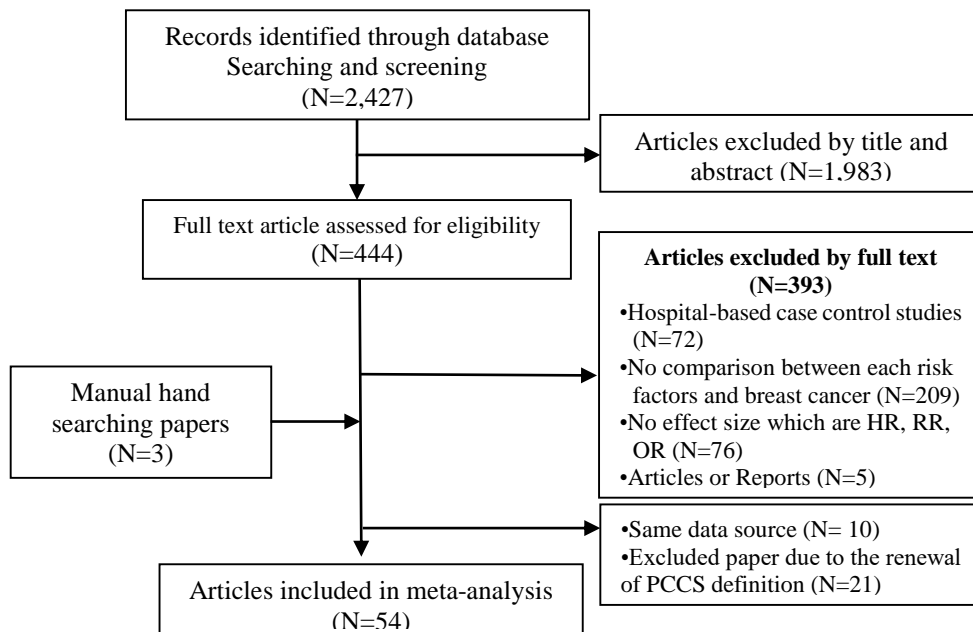 Records identified through database
Searching and screening
(N=2,427)
Articles excluded by title and
abstract (N=1,983)
Full text article assessed for eligibility
(N=444)
Articles excluded by full text
(N=393)
•Hospital-based case control studies
(N=72)
•No comparison between each risk
factors and breast cancer (N=209)
•No effect size which are HR, RR,
OR (N=76)
•Articles or Reports (N=5)
Manual hand
searching papers
(N=3)
•Same data source (N= 10)
•Excluded paper due to the renewal
of PCCS definition (N=21)
Articles included in meta-analysis
(N=54)